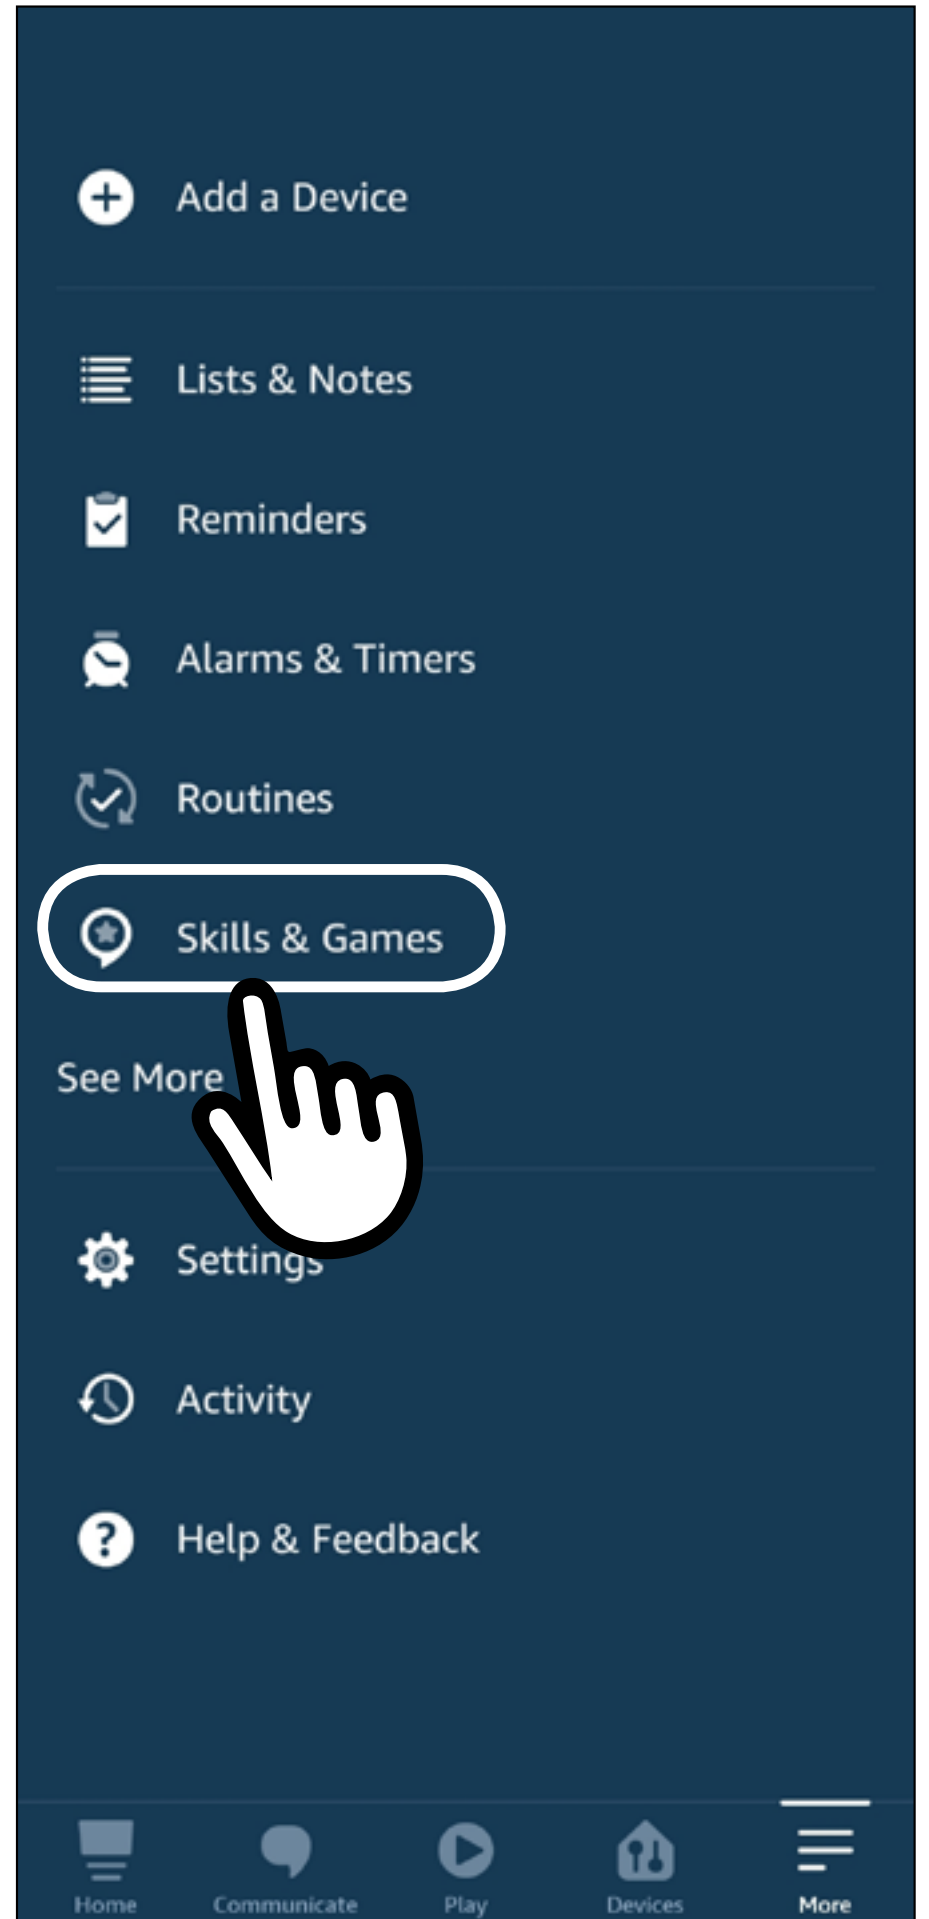 Add a Device
Lists & Notes
Reminders
Alarms & Timers
Routines
Skills & Games
See More
Settings
Activity
Help & Feedback
Home
Communicate
Play
Devices
More